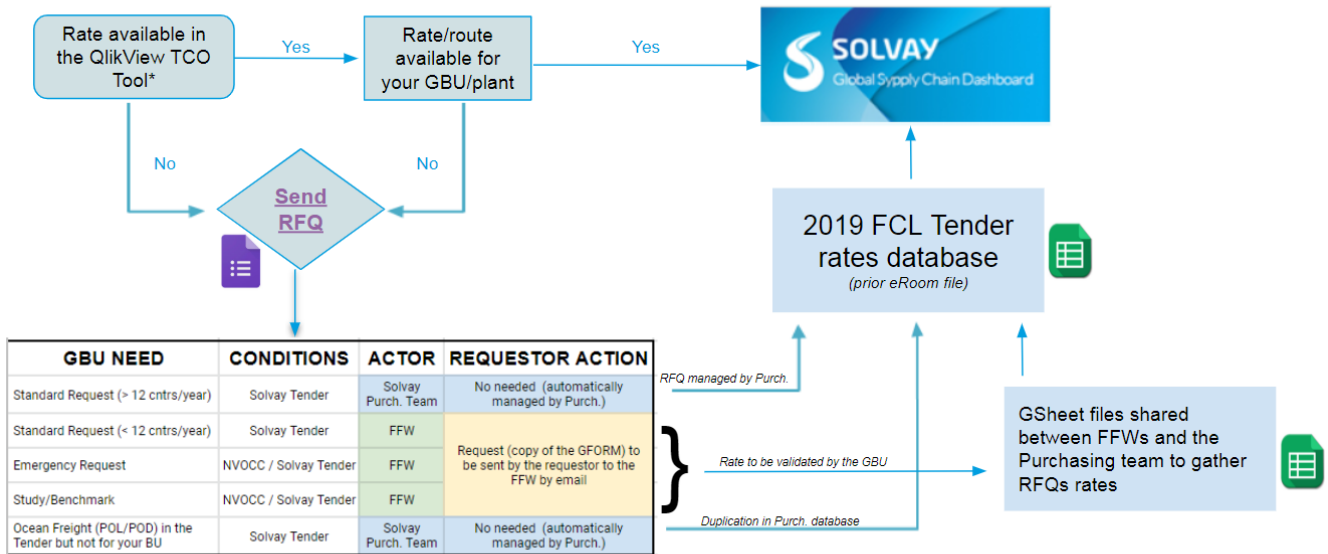 Rate available in
the QlikView TCO
Tool*
Yes
Rate/route
available for
your GBU/plant
Yes
SOLVAY
Global Sypply Chain Dashboard
No
No
Send
RFQ
2019 FCL Tender
rates database
(prior eRoom file)
GBU NEED CONDITIONS ACTOR REQUESTOR ACTION
Standard Request (> 12 cntrs/year) Solvay Tender Solvay Purch. Team No needed (automatically managed by Purch.)
Standard Request (< 12 cntrs/year) Solvay Tender FFW
Request (copy of the GFORM) to
be sent by the requestor to the
FFW by email
Emergency Request NVOCC / Solvay Tender FFW
Study/Benchmark NVOCC / Solvay Tender FFW
Ocean Freight (POL/POD) in the Tender but not for your BU Solvay Tender Solvay Purch. Team No needed (automatically managed by Purch.)
RFQ managed by Purch.
}
Rate to be validated by the GBU
Duplication in Purch. database
GSheet files shared
between FFWs and the
Purchasing team to gather
RFQs rates